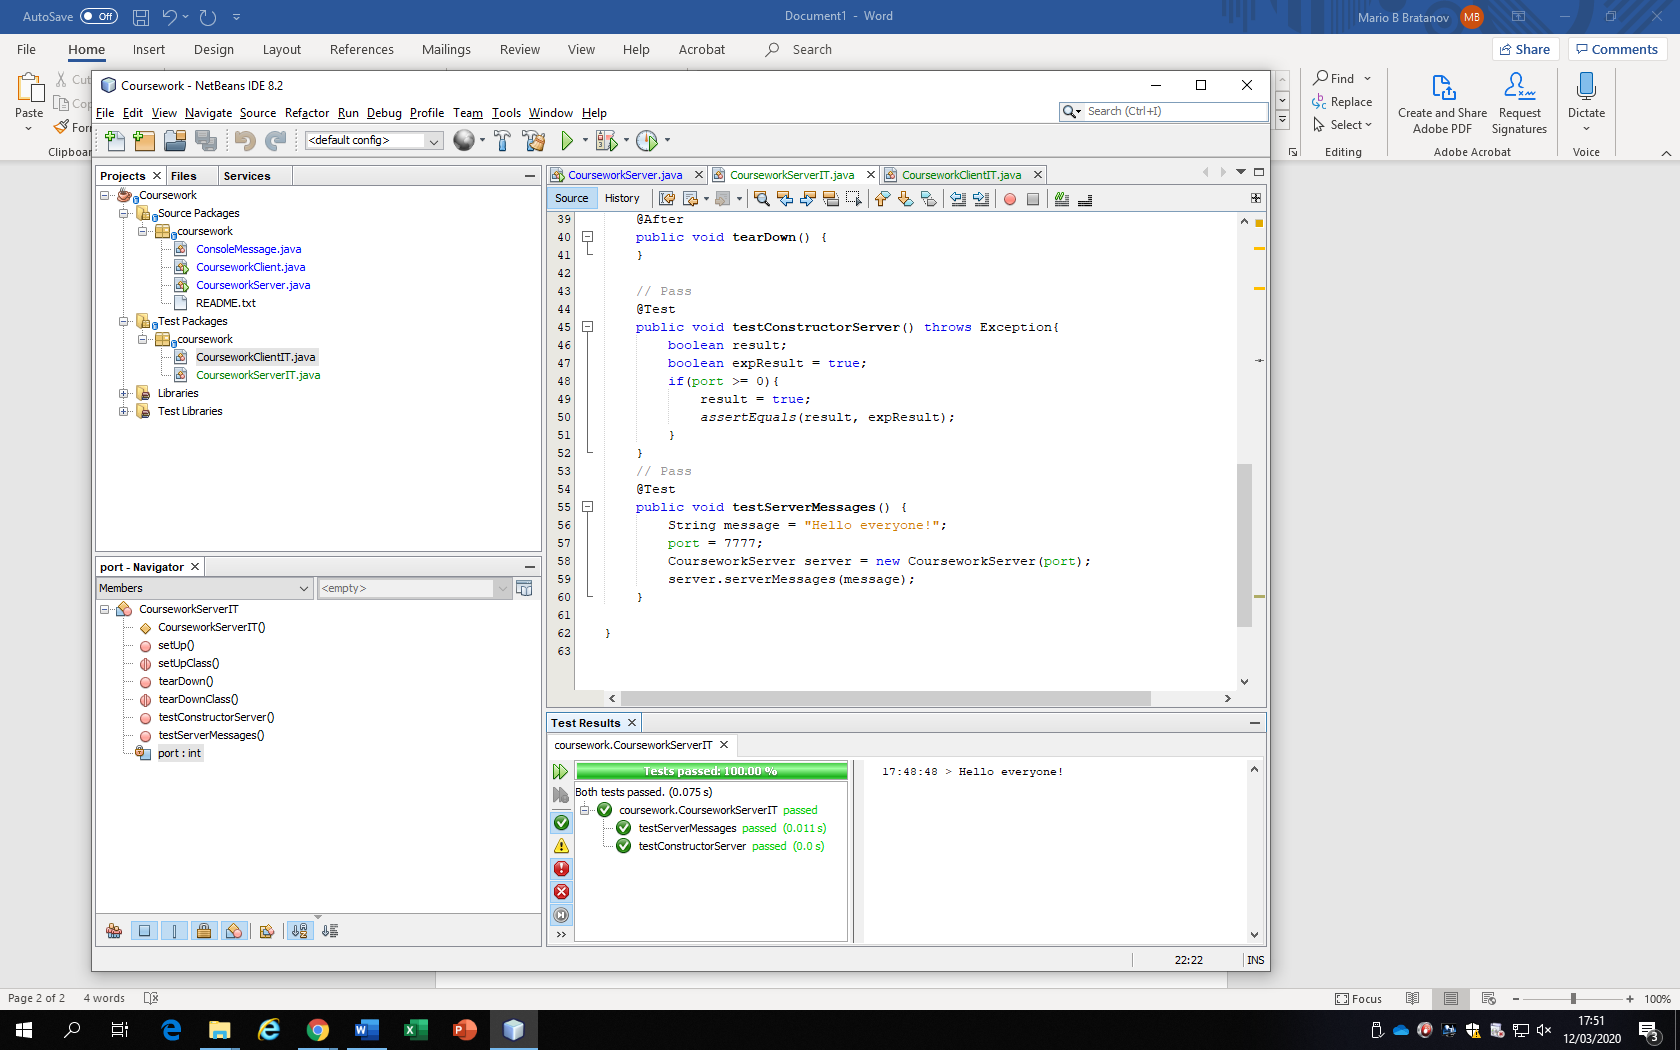 AutoSave Off
Document1 - Word
Mario B Bratanov MB
File Home Insert Design Layout References Mailings Review View Help Acrobat Search
Share Comments
Paste
Cut
Clipboar
Find
Replace
Select
Editing
Create and Share
Adobe PDF
Request
Signatures
Adobe Acrobat
Dictate
Voice
Coursework - NetBeans IDE 8.2
File Edit View Navigate Source Refactor Run Debug Profile Team Tools Window Help
Search (Ctrl+I)
<default config>
Projects Files Services
Coursework
Source Packages
coursework
ConsoleMessage.java
CourseworkClient.java
CourseworkServer.java
README.txt
Test Packages
coursework
CourseworkClientIT.java
CourseworkServerIT.java
Libraries
Test Libraries
port - Navigator
Members <empty>
CourseworkServerIT
CourseworkServerIT()
setUp()
setUpClass()
tearDown()
tearDownClass()
testConstructorServer()
testServerMessages()
port : int
CourseworkServer.java CourseworkServerIT.java CourseworkClientIT.java
Source History
39 @After
40 public void tearDown() {
41 }
42
43 // Pass
44 @Test
45 public void testConstructorServer() throws Exception{
46 boolean result;
47 boolean expResult = true;
48 if(port >= 0){
49 result = true;
50 assertEquals(result, expResult);
51 }
52 }
53 // Pass
54 @Test
55 public void testServerMessages() {
56 String message = "Hello everyone!";
57 port = 7777;
58 CourseworkServer server = new CourseworkServer(port);
59 server.serverMessages(message);
60 }
61
62 }
63
Test Results
coursework.CourseworkServerIT
Tests passed: 100.00 %
Both tests passed. (0.075 s)
coursework.CourseworkServerIT passed
testServerMessages passed (0.011 s)
testConstructorServer passed (0.0 s)
17:48:48 > Hello everyone!
22:22 INS
Page 2 of 2 4 words
Focus
100%
17:51
12/03/2020
3